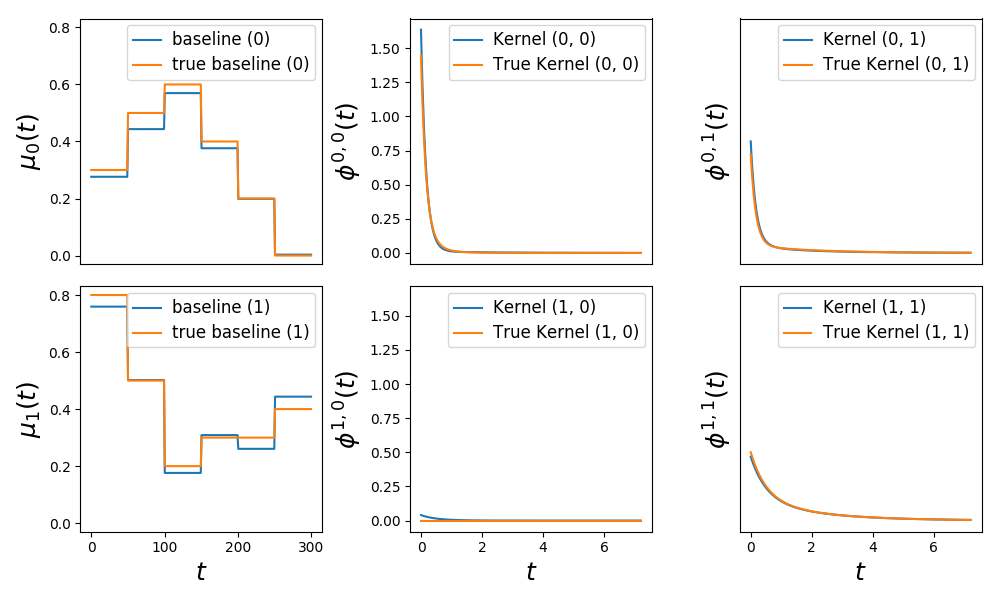 0.8
0.6
0.4
0.2
0.0
μ₀(t)
baseline (0)
true baseline (0)
1.50
1.25
1.00
0.75
0.50
0.25
0.00
ϕ⁰,⁰(t)
Kernel (0, 0)
True Kernel (0, 0)
ϕ⁰,¹(t)
Kernel (0, 1)
True Kernel (0, 1)
0.8
0.6
0.4
0.2
0.0
μ₁(t)
baseline (1)
true baseline (1)
0 100 200 300
t
1.50
1.25
1.00
0.75
0.50
0.25
0.00
ϕ¹,⁰(t)
Kernel (1, 0)
True Kernel (1, 0)
0 2 4 6
t
ϕ¹,¹(t)
Kernel (1, 1)
True Kernel (1, 1)
0 2 4 6
t